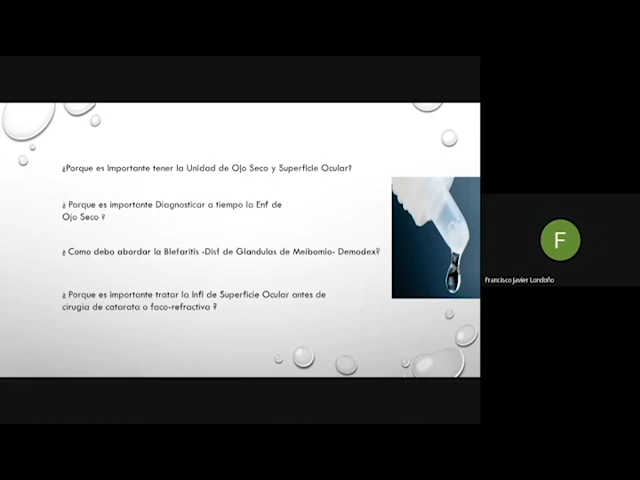 ¿Porque es Importante tener la Unidad de Ojo Seco y Superficie Ocular?
¿ Porque es importante Diagnosticar a tiempo la Enf de
Ojo Seco ?
¿ Como debo abordar la Blefaritis -Disf de Glandulas de Meibomio- Demodex?
¿ Porque es importante tratar la Infl de Superficie Ocular antes de
cirugia de catarata o faco-refractiva ?
F
Francisco Javier Londoño